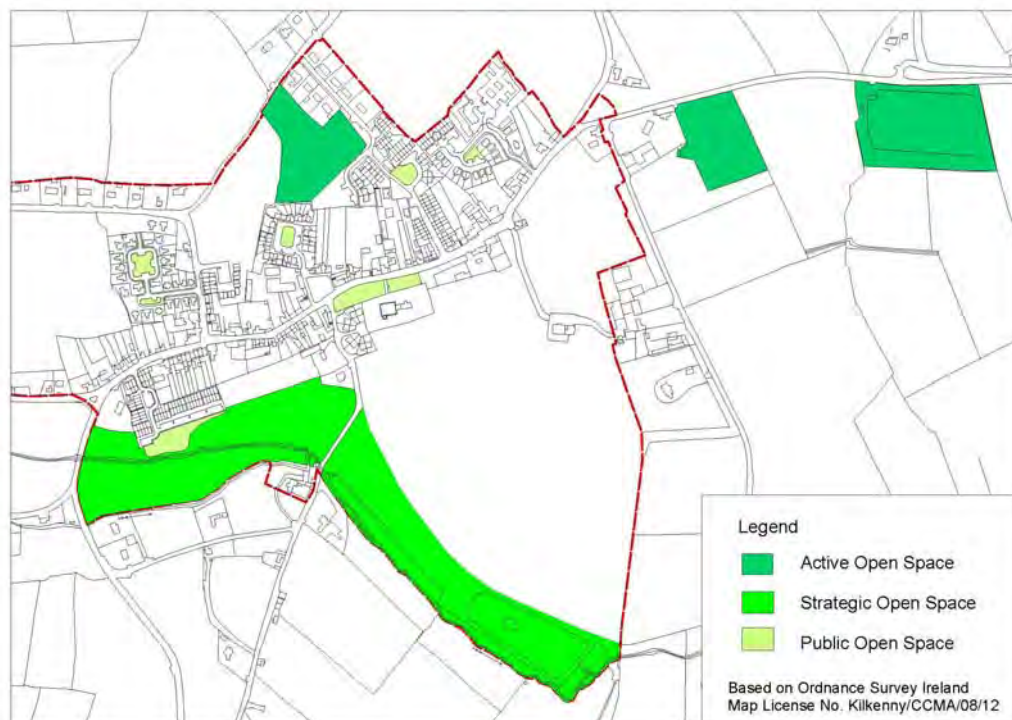 Legend
Active Open Space
Strategic Open Space
Public Open Space
Based on Ordnance Survey Ireland
Map License No. Kilkenny/CCMA/08/12